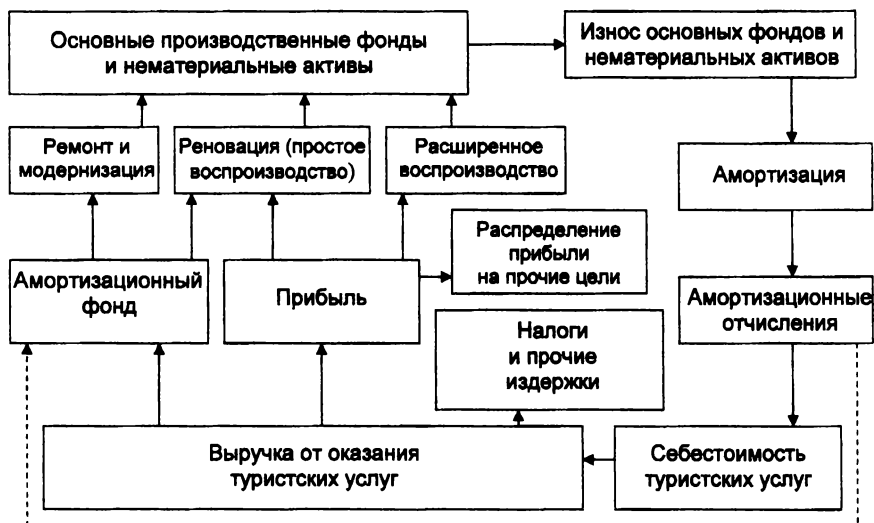 Основные производственные фонды
и нематериальные активы
Износ основных фондов и
нематериальных активов
Ремонт и
модернизация
Реновация (простое
воспроизводство)
Расширенное
воспроизводство
Амортизация
Распределение
прибыли
на прочие цели
Амортизационный
фонд
Прибыль
Амортизационные
отчисления
Налоги
и прочие
издержки
Выручка от оказания
туристских услуг
Себестоимость
туристских услуг